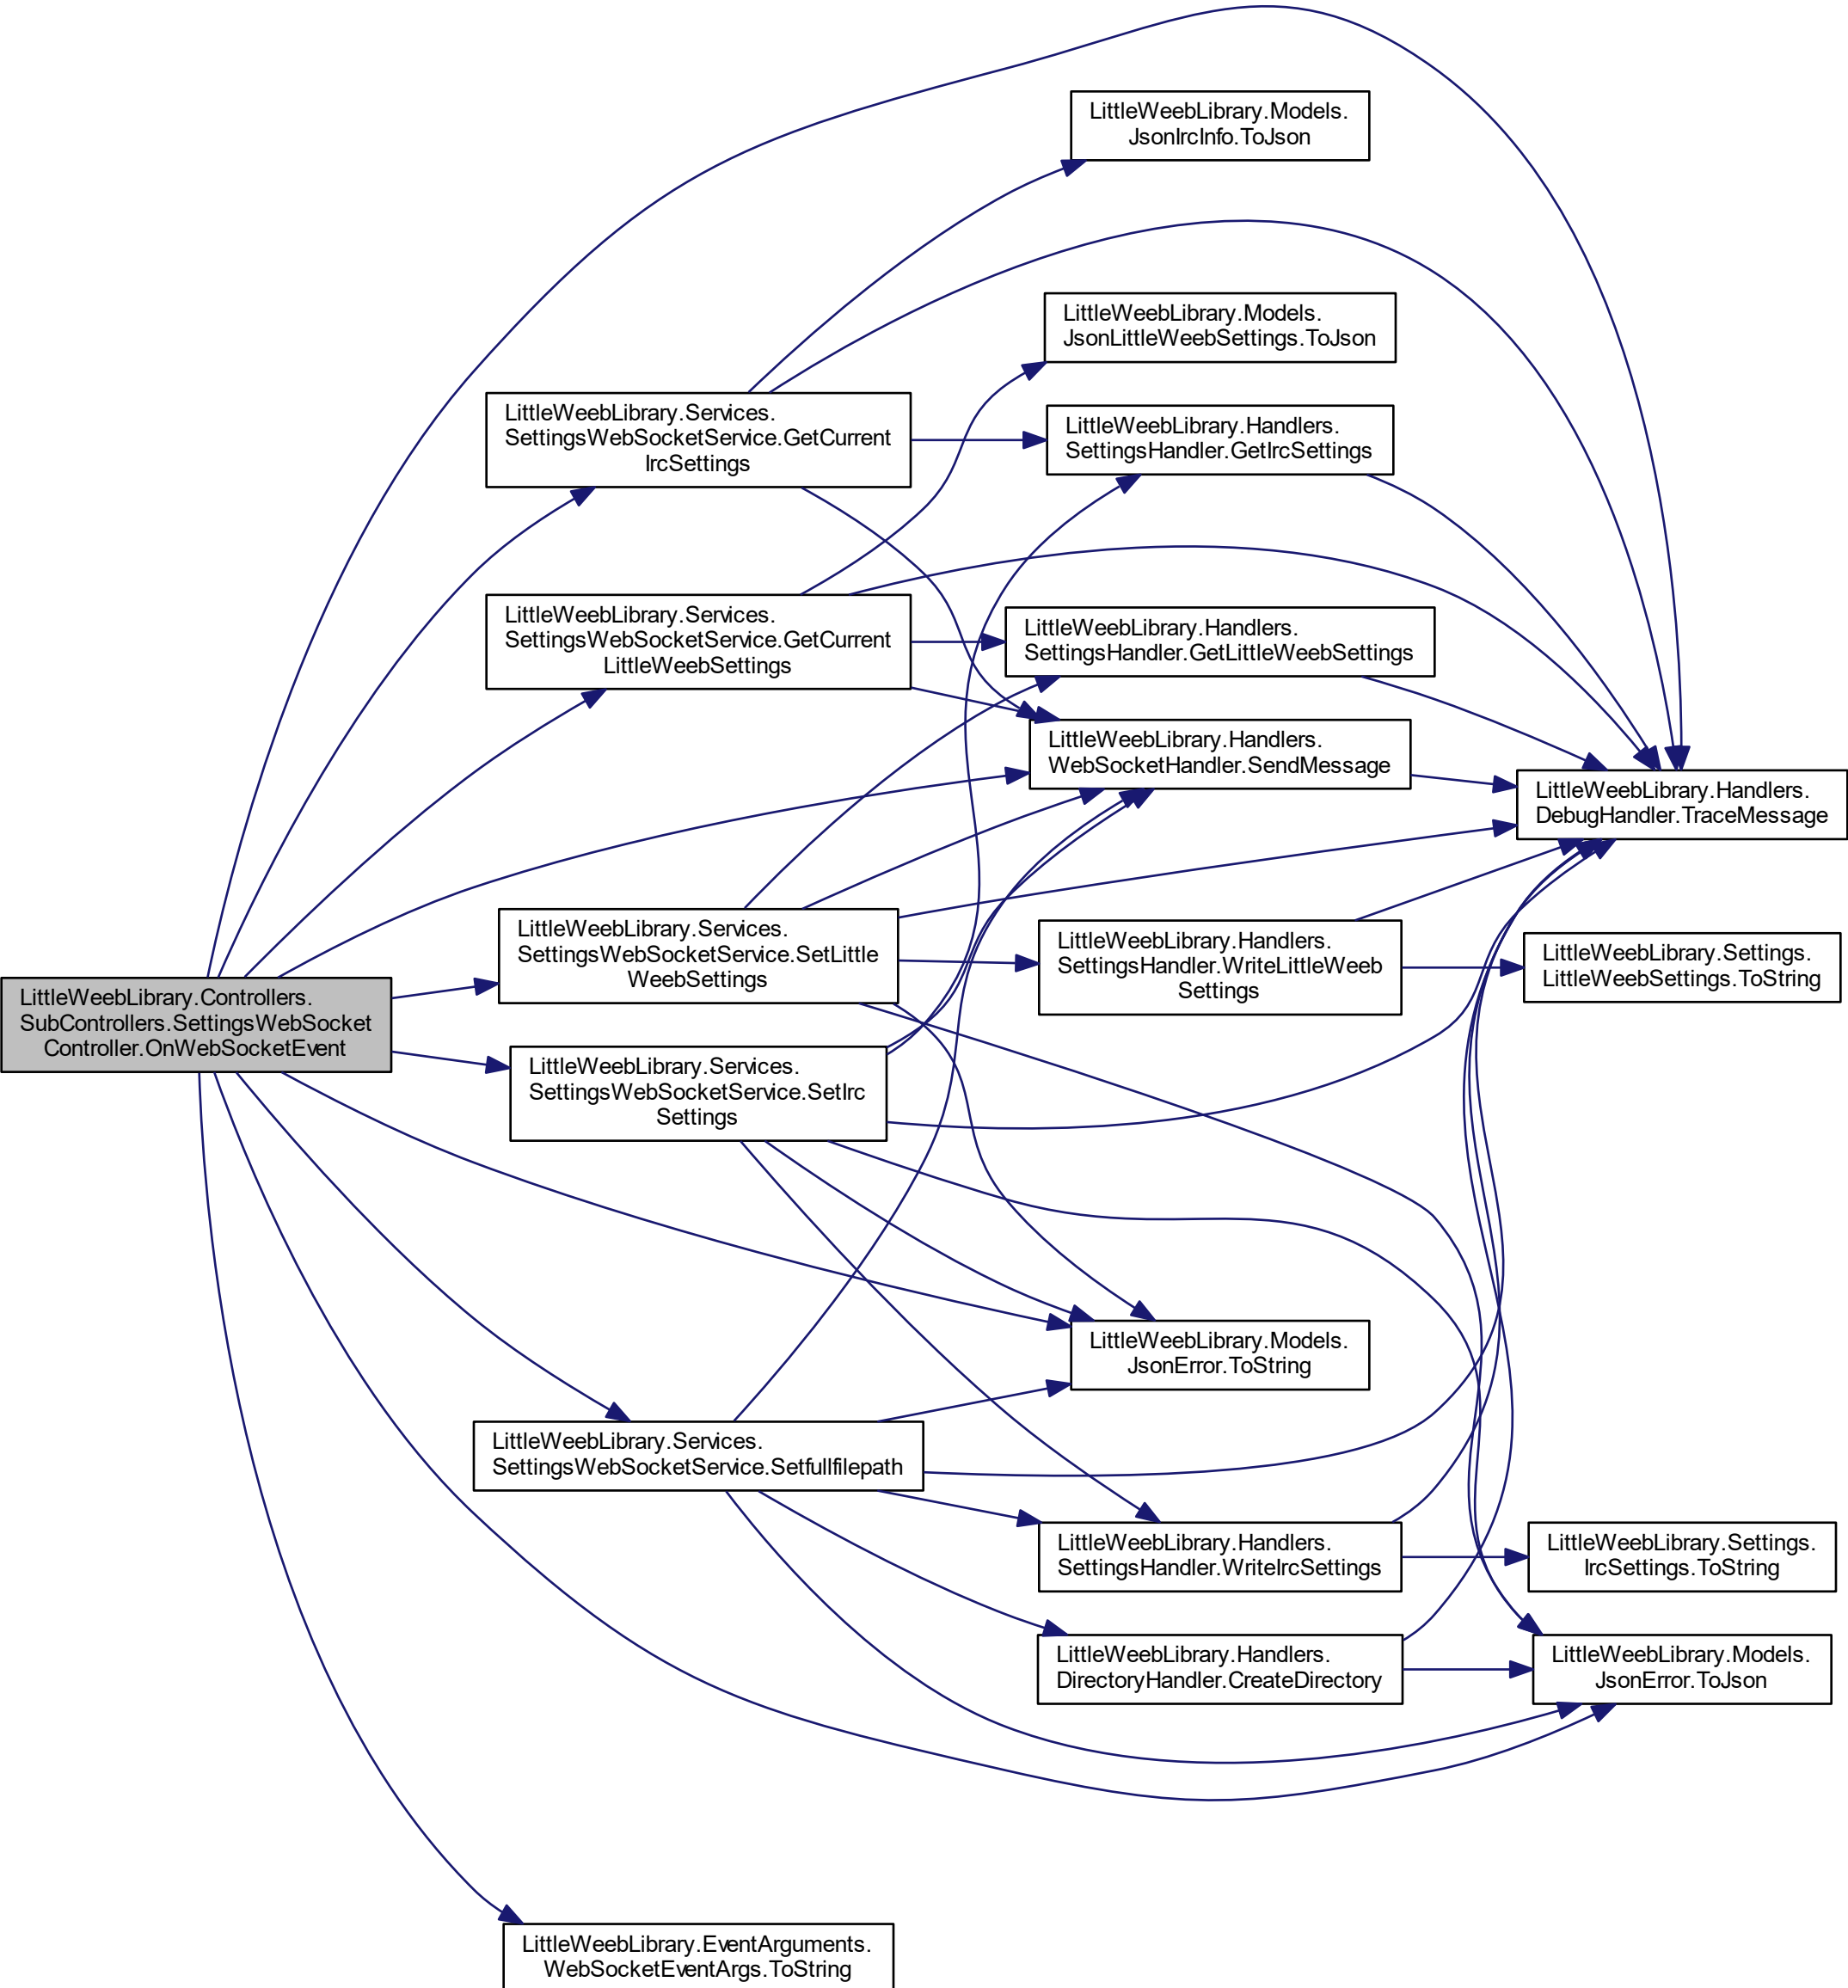 LittleWeebLibrary.Models.
JsonIrcInfo.ToJson
LittleWeebLibrary.Models.
JsonLittleWeebSettings.ToJson
LittleWeebLibrary.Services.
SettingsWebSocketService.GetCurrent
IrcSettings
LittleWeebLibrary.Handlers.
SettingsHandler.GetIrcSettings
LittleWeebLibrary.Services.
SettingsWebSocketService.GetCurrent
LittleWeebSettings
LittleWeebLibrary.Handlers.
SettingsHandler.GetLittleWeebSettings
LittleWeebLibrary.Handlers.
WebSocketHandler.SendMessage
LittleWeebLibrary.Handlers.
DebugHandler.TraceMessage
LittleWeebLibrary.Services.
SettingsWebSocketService.SetLittle
WeebSettings
LittleWeebLibrary.Handlers.
SettingsHandler.WriteLittleWeeb
Settings
LittleWeebLibrary.Settings.
LittleWeebSettings.ToString
LittleWeebLibrary.Controllers.
SubControllers.SettingsWebSocket
Controller.OnWebSocketEvent
LittleWeebLibrary.Services.
SettingsWebSocketService.SetIrc
Settings
LittleWeebLibrary.Models.
JsonError.ToString
LittleWeebLibrary.Services.
SettingsWebSocketService.Setfullfilepath
LittleWeebLibrary.Handlers.
SettingsHandler.WriteIrcSettings
LittleWeebLibrary.Settings.
IrcSettings.ToString
LittleWeebLibrary.Handlers.
DirectoryHandler.CreateDirectory
LittleWeebLibrary.Models.
JsonError.ToJson
LittleWeebLibrary.EventArguments.
WebSocketEventArgs.ToString